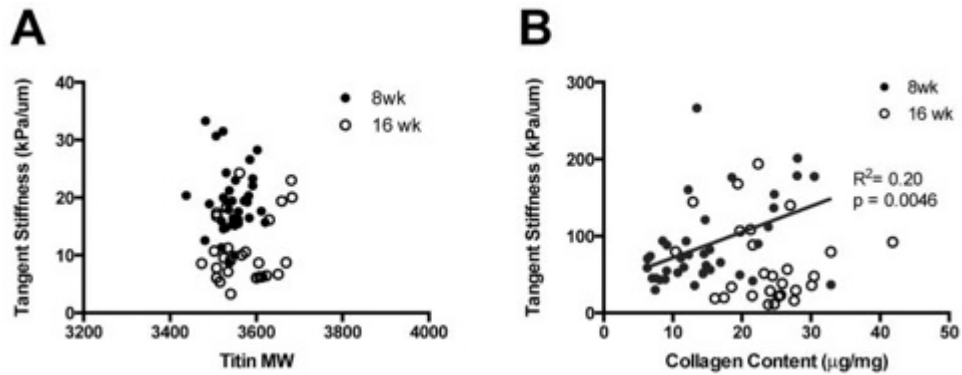 A
Tangent Stiffness (kPa/um)
40
30
20
10
0
3200 3400 3600 3800 4000
Titin MW
8wk
16 wk
B
Tangent Stiffness (kPa/um)
300
200
100
0
0 10 20 30 40 50
Collagen Content (μg/mg)
8wk
16 wk
R²= 0.20
p = 0.0046